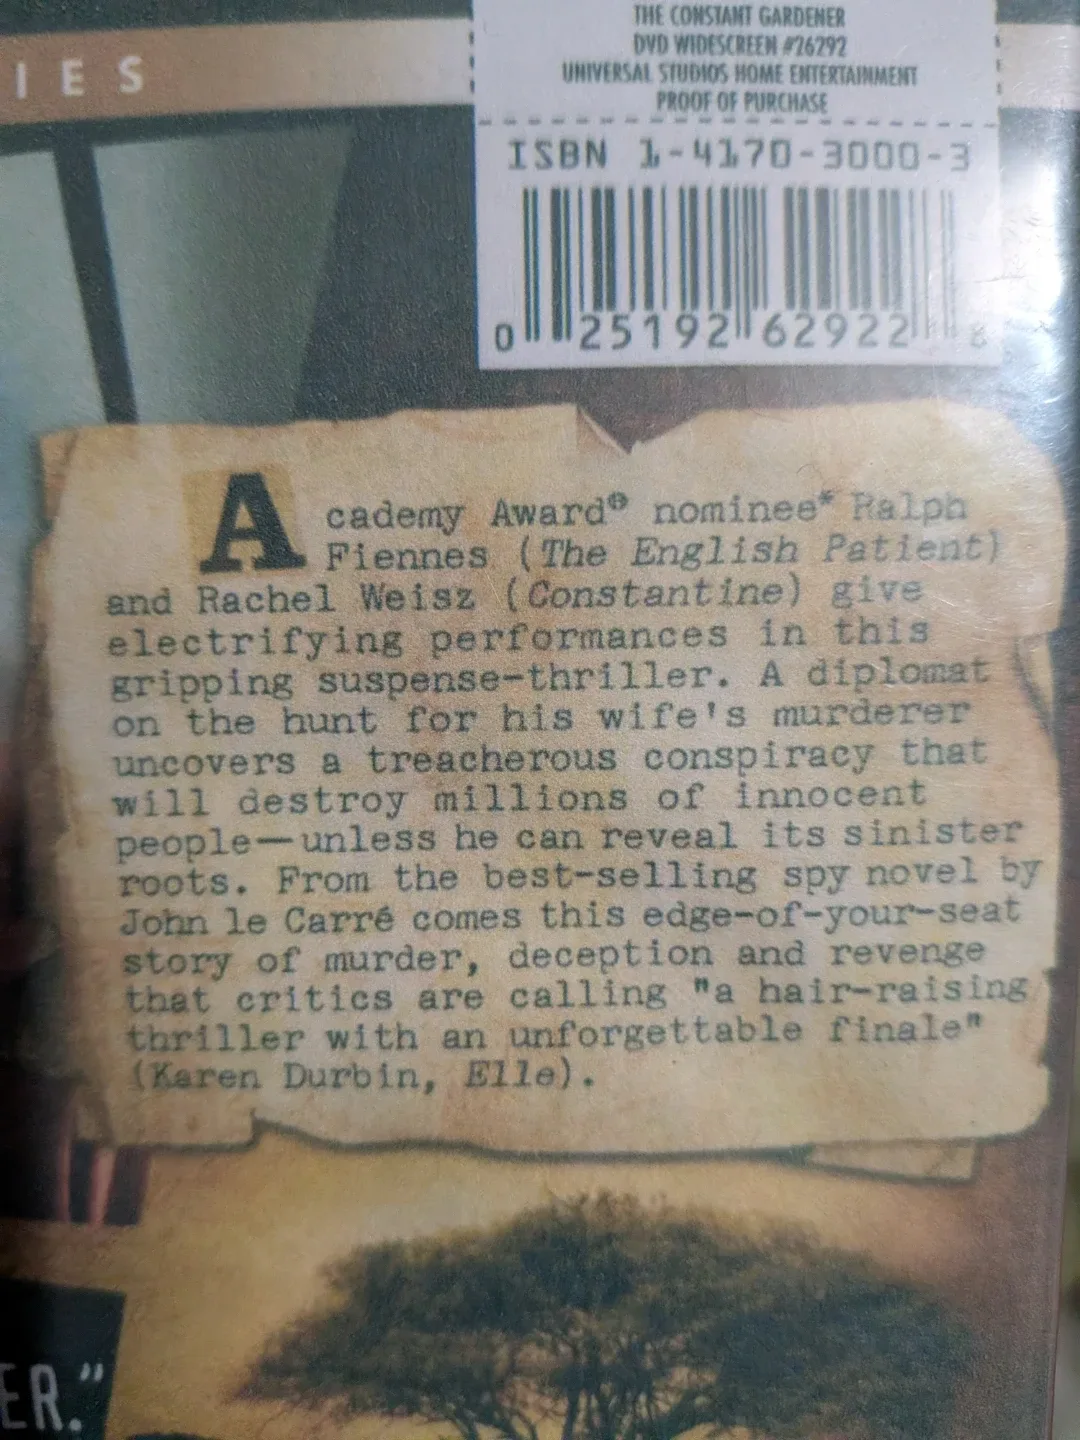 IES
THE CONSTANT GARDENER
DVD WIDESCREEN #26292
UNIVERSAL STUDIOS HOME ENTERTAINMENT
PROOF OF PURCHASE
ISBN 1-4170-3000-3
0 25192 62922 8
Academy Award® nominee* Ralph
Fiennes (The English Patient)
and Rachel Weisz (Constantine) give
electrifying performances in this
gripping suspense-thriller. A diplomat
on the hunt for his wife's murderer
uncovers a treacherous conspiracy that
will destroy millions of innocent
people—unless he can reveal its sinister
roots. From the best-selling spy novel by
John le Carré comes this edge-of-your-seat
story of murder, deception and revenge
that critics are calling "a hair-raising
thriller with an unforgettable finale"
(Karen Durbin, Elle).
ER."